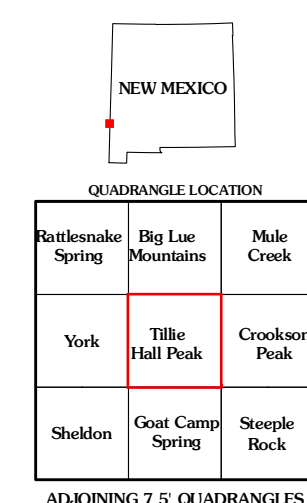 NEW MEXICO
QUADRANGLE LOCATION
Rattlesnake Spring
Big Lue Mountains
Mule Creek
York
Tillie Hall Peak
Crookson Peak
Sheldon
Goat Camp Spring
Steeple Rock
ADJOINING 7.5' QUADRANGLES